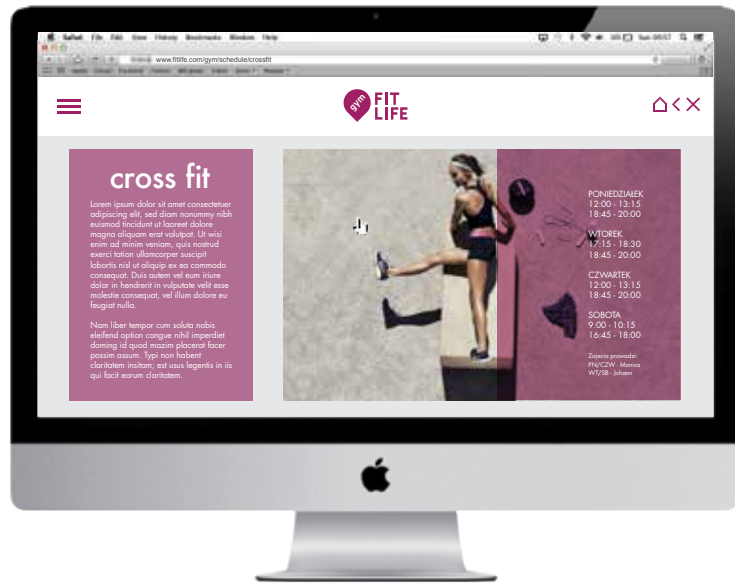 Safari File Edit View History Bookmarks Window Help
www.fitlife.com/gym/schedule/crossfit
gym FIT
LIFE
cross fit
Lorem ipsum dolor sit amet consectetuer
adipiscing elit, sed diam nonummy nibh
euismod tincidunt ut laoreet dolore
magna aliquam erat volutpat. Ut wisi
enim ad minim veniam, quis nostrud
exerci tation ullamcorper suscipit
lobortis nisl ut aliquip ex ea commodo
consequat. Duis autem vel eum iriure
dolor in hendrerit in vulputate velit esse
molestie consequat, vel illum dolore eu
feugiat nulla.
Nam liber tempor cum soluta nobis
eleifend option congue nihil imperdiet
doming id quod mazim placerat facer
possim assum. Typi non habent
claritatem insitam; est usus legentis in iis
qui facit eorum claritatem.
PONIEDZIAŁEK
12:00 - 13:15
18:45 - 20:00
WTOREK
17:15 - 18:30
18:45 - 20:00
CZWARTEK
12:00 - 13:15
18:45 - 20:00
SOBOTA
9:00 - 10:15
16:45 - 18:00
Zajecia prowadzi:
PN/CZW - Monica
WT/SB - Johann